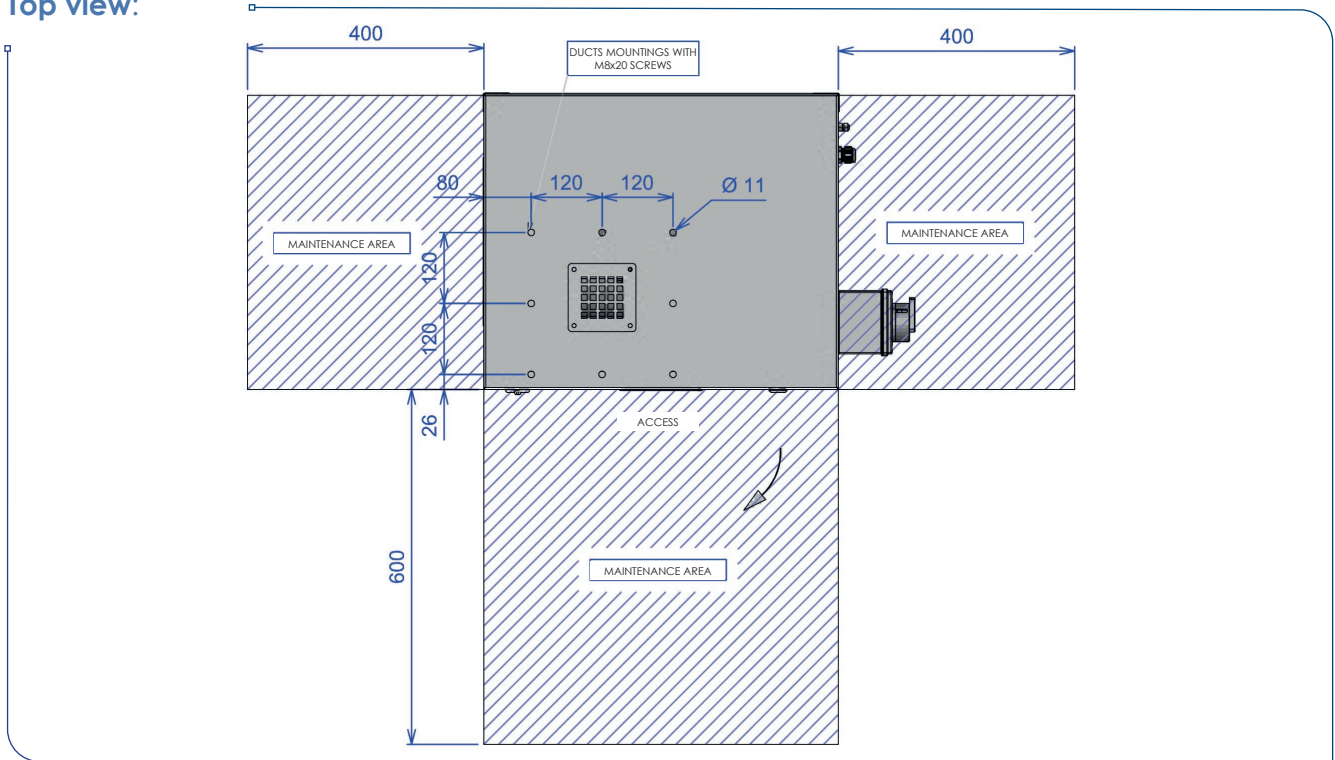 Top view:
400
400
DUCTS MOUNTINGS WITH
M8x20 SCREWS
80
120
120
Ø 11
MAINTENANCE AREA
MAINTENANCE AREA
120
120
26
ACCESS
600
MAINTENANCE AREA